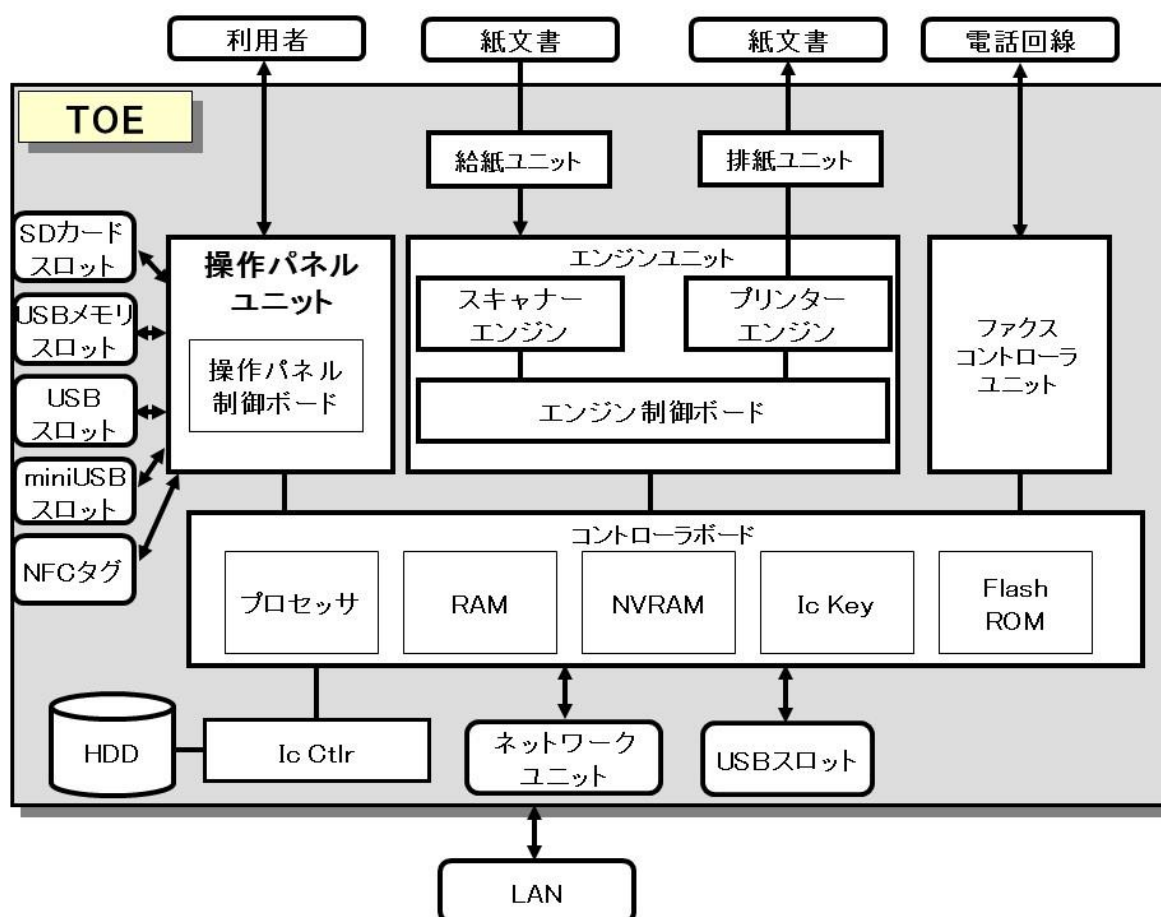 利用者
紙文書
紙文書
電話回線
TOE
給紙ユニット
排紙ユニット
SDカード
スロット
USBメモリ
スロット
USB
スロット
miniUSB
スロット
NFCタグ
操作パネル
ユニット
操作パネル
制御ボード
エンジンユニット
スキャナー
エンジン
プリンター
エンジン
エンジン制御ボード
ファクス
コントローラ
ユニット
コントローラボード
プロセッサ
RAM
NVRAM
Ic Key
Flash
ROM
HDD
Ic Ctlr
ネットワーク
ユニット
USBスロット
LAN